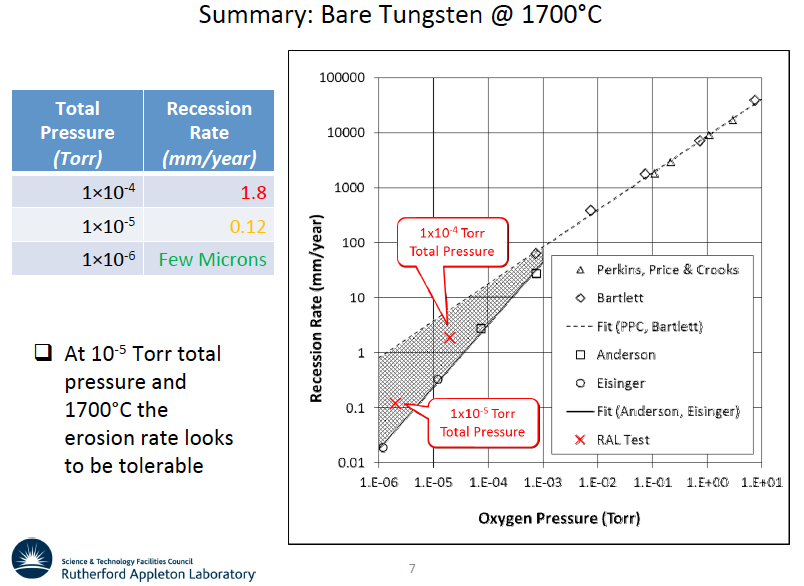 Summary: Bare Tungsten @ 1700°C
Total
Pressure
(Torr)
Recession
Rate
(mm/year)
1×10-4
1.8
1×10-5
0.12
1×10-6
Few Microns
❑ At 10-5 Torr total
pressure and
1700°C the
erosion rate looks
to be tolerable
Recession Rate (mm/year)
100000
10000
1000
100
10
1
0.1
0.01
1.E-06
1.E-05
1.E-04
1.E-03
1.E-02
1.E-01
1.E+00
1.E+01
Oxygen Pressure (Torr)
1x10-4 Torr
Total Pressure
1x10-5 Torr
Total Pressure
Perkins, Price & Crooks
Bartlett
Fit (PPC, Bartlett)
Anderson
Eisinger
Fit (Anderson, Eisinger)
RAL Test
Science & Technology Facilities Council
Rutherford Appleton Laboratory
7